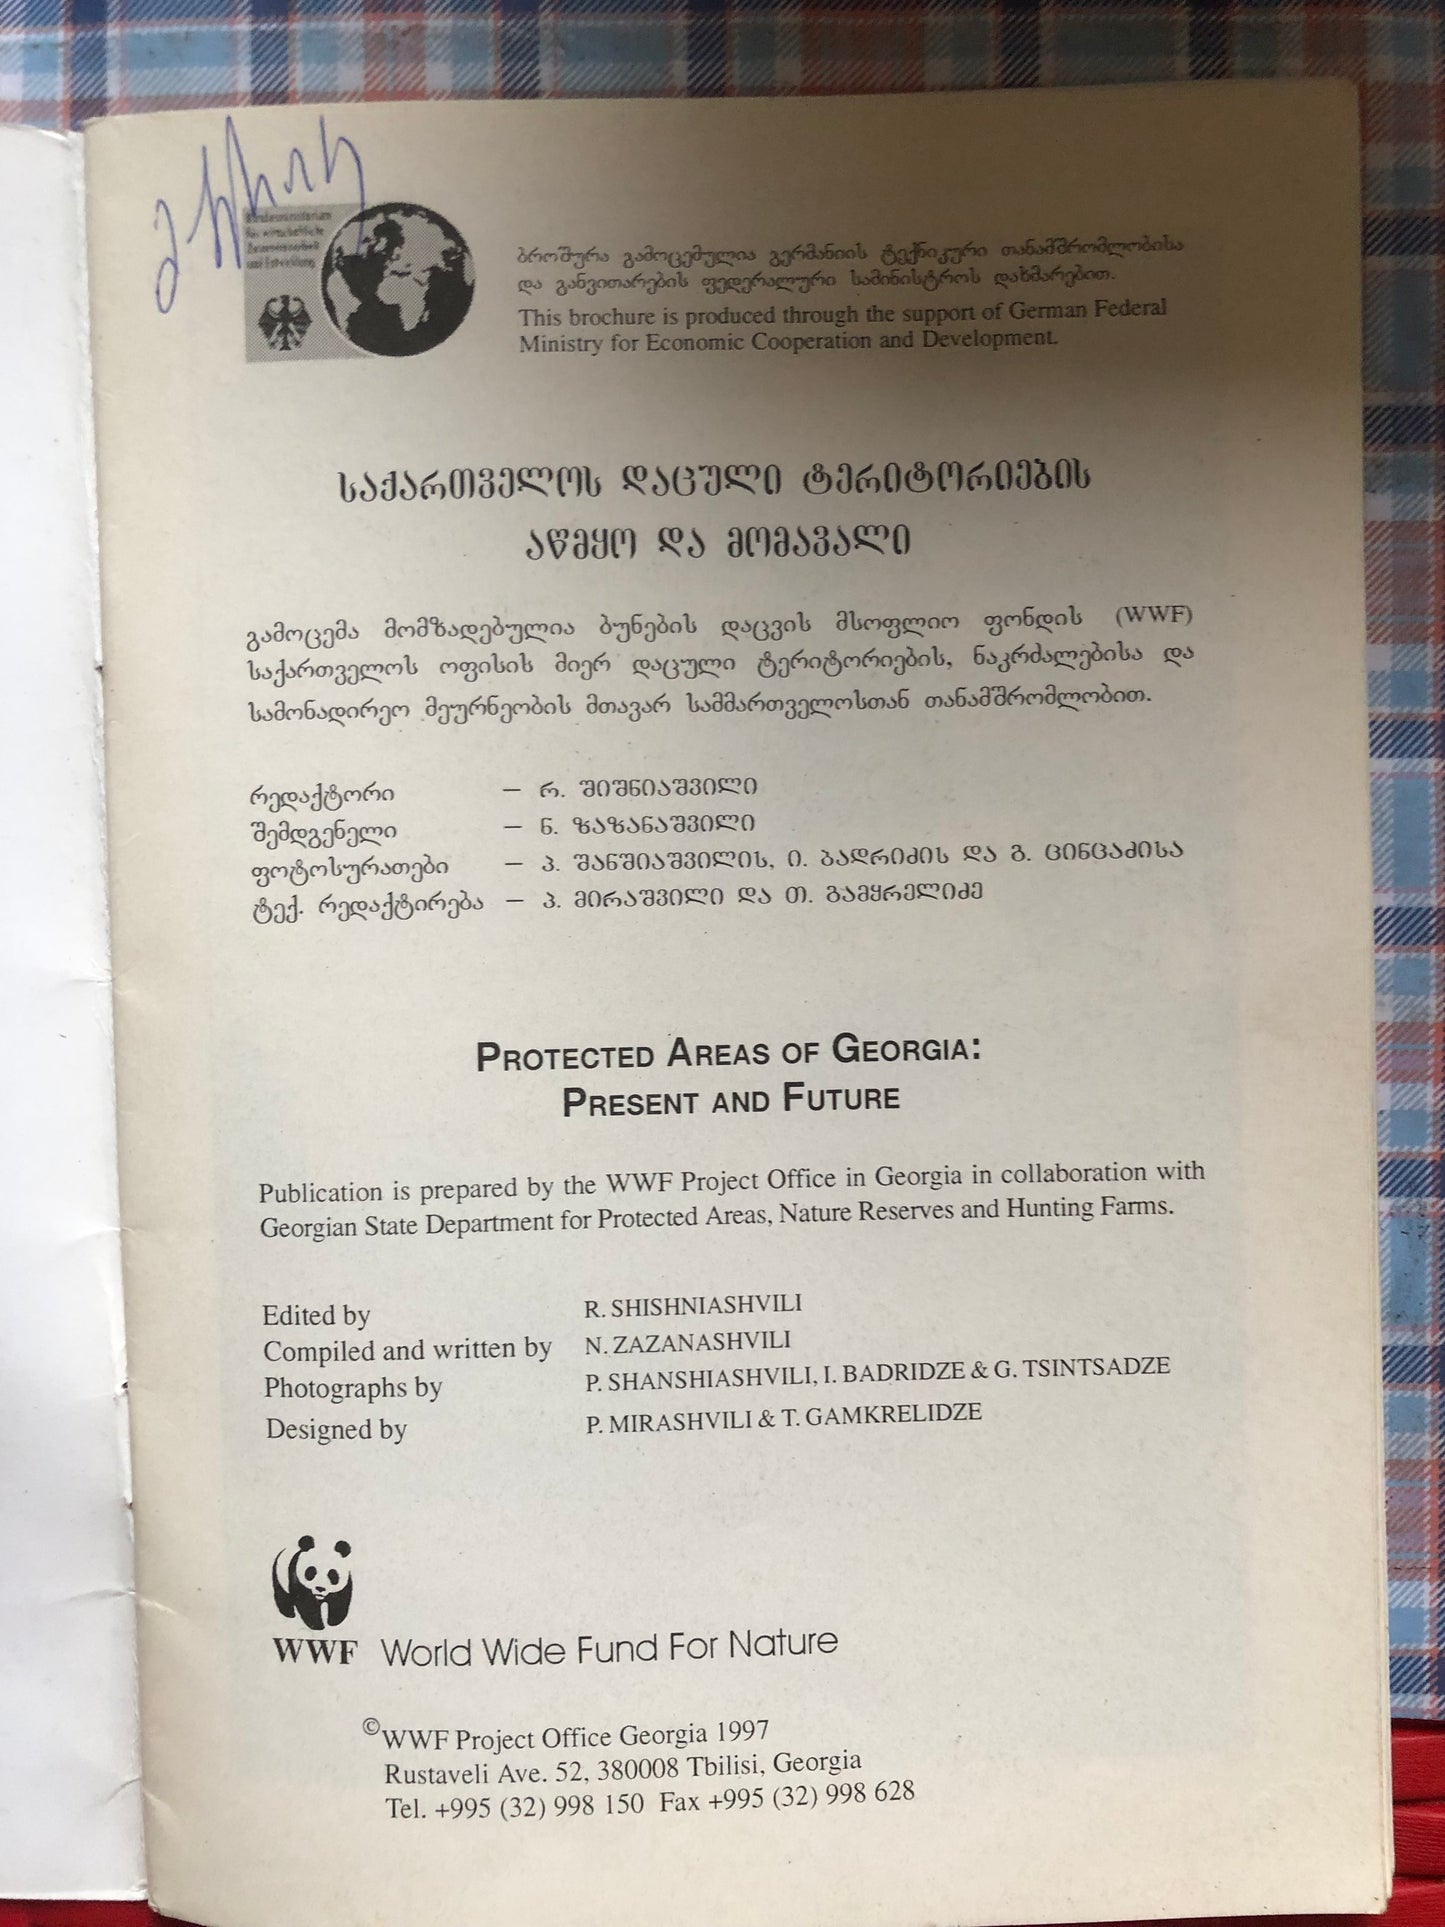 Bundesministerium
für wirtschaftliche
Zusammenarbeit
und Entwicklung
ბროშურა გამოცემულია გერმანიის ტექნიკური თანამშრომლობისა
და განვითარების ფედერალური სამინისტროს დახმარებით.
This brochure is produced through the support of German Federal
Ministry for Economic Cooperation and Development.
საქართველოს დაცული ტერიტორიების
აწმყო და მომავალი
გამოცემა მომზადებულია ბუნების დაცვის მსოფლიო ფონდის (WWF)
საქართველოს ოფისის მიერ დაცული ტერიტორიების, ნაკრძალებისა და
სამონადირეო მეურნეობის მთავარ სამმართველოსთან თანამშრომლობით.
რედაქტორი – რ. შიშნიაშვილი
შემდგენელი – ნ. ზაზანაშვილი
ფოტოსურათები – პ. შანშიაშვილის, ი. ბადრიძის და გ. ცინცაძისა
ტექ. რედაქტირება – პ. მირაშვილი და თ. გამყრელიძე
PROTECTED AREAS OF GEORGIA:
PRESENT AND FUTURE
Publication is prepared by the WWF Project Office in Georgia in collaboration with
Georgian State Department for Protected Areas, Nature Reserves and Hunting Farms.
Edited by R. SHISHNIASHVILI
Compiled and written by N. ZAZANASHVILI
Photographs by P. SHANSHIASHVILI, I. BADRIDZE & G. TSINTSADZE
Designed by P. MIRASHVILI & T. GAMKRELIDZE
WWF World Wide Fund For Nature
©WWF Project Office Georgia 1997
Rustaveli Ave. 52, 380008 Tbilisi, Georgia
Tel. +995 (32) 998 150 Fax +995 (32) 998 628